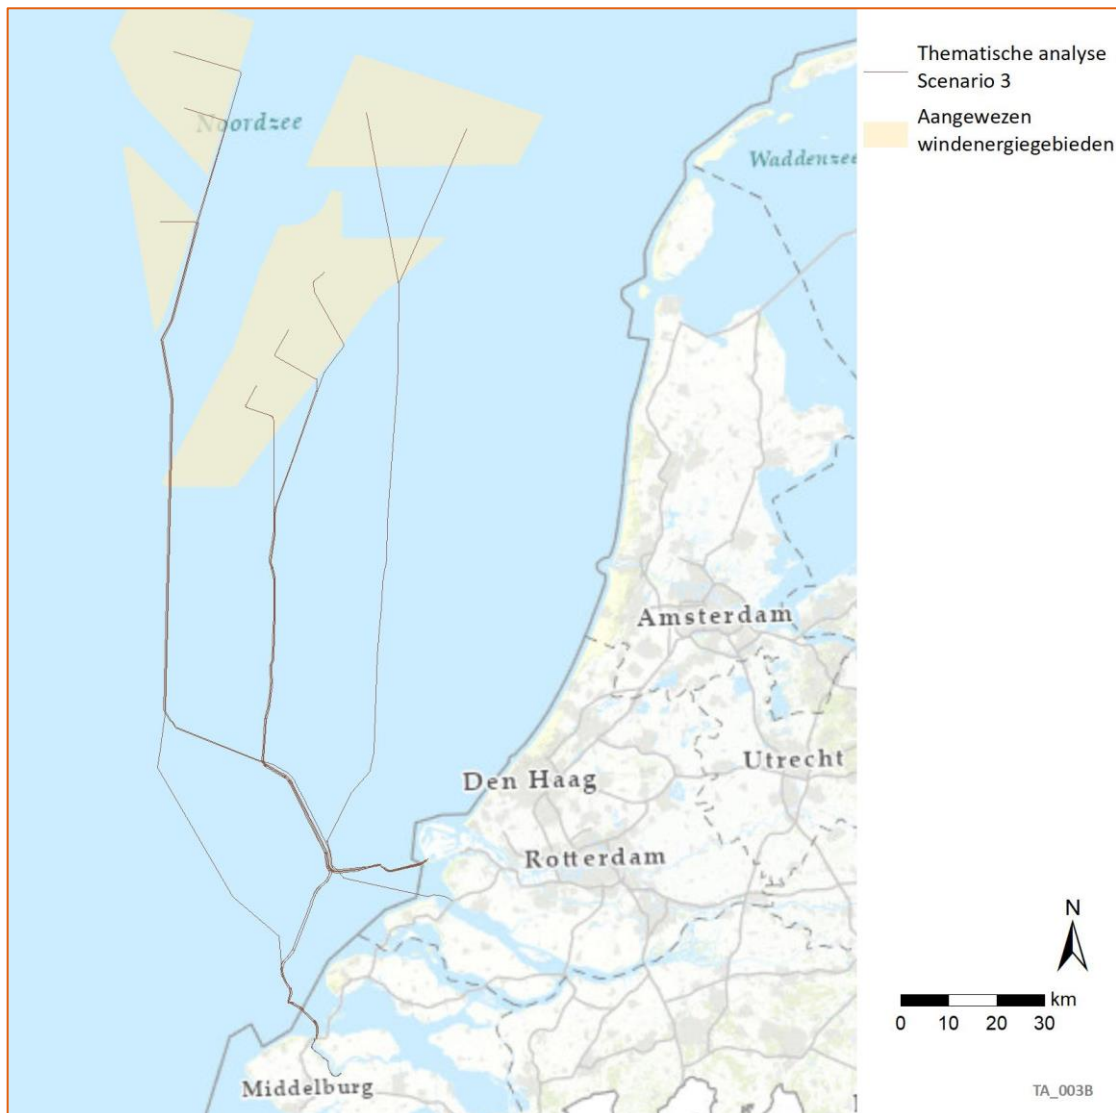 Thematische analyse
Scenario 3
Aangewezen
windenergiegebieden
Noordzee
Waddenzee
Amsterdam
Utrecht
Den Haag
Rotterdam
Middelburg
N
km
0 10 20 30
TA_003B